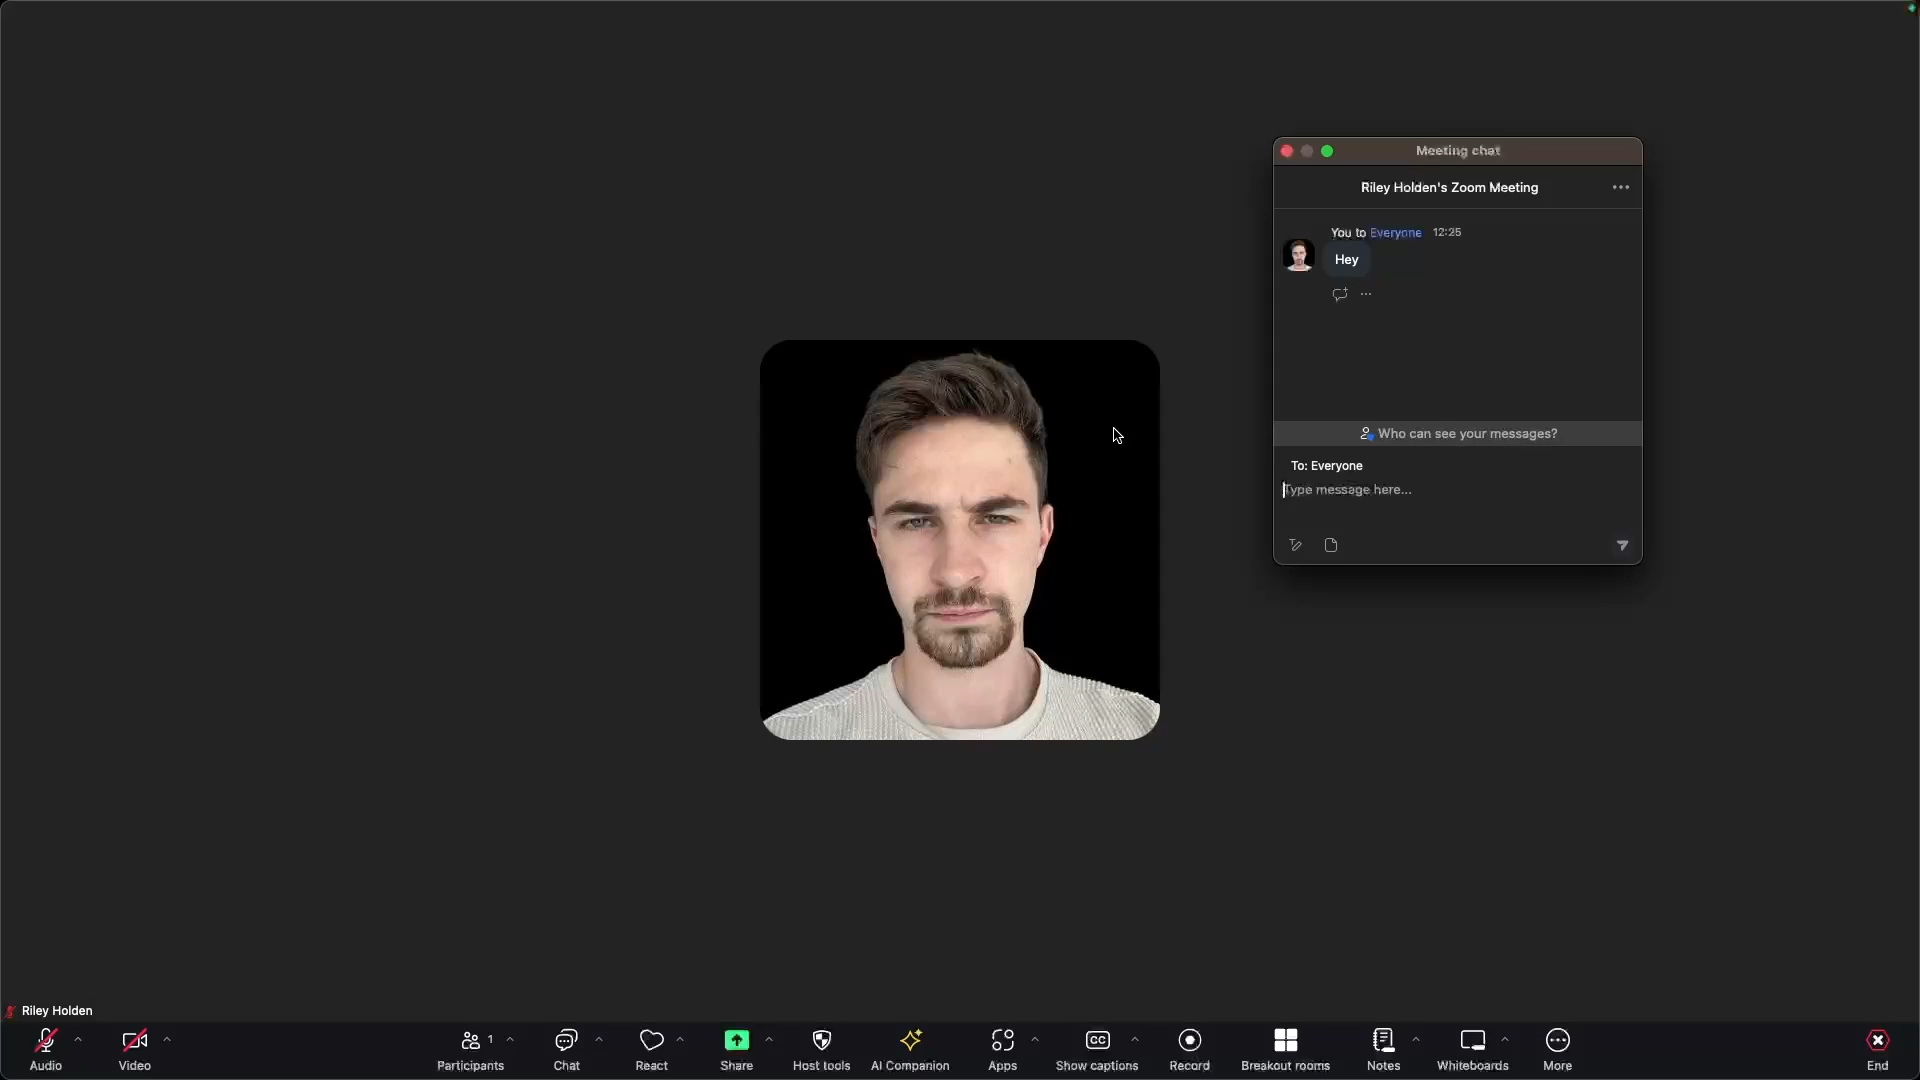 Meeting chat
Riley Holden's Zoom Meeting
You to Everyone 12:25
Hey
Who can see your messages?
To: Everyone
Type message here...
Riley Holden
1
CC
Audio
Video
Participants
Chat
React
Share
Host tools
AI Companion
Apps
Show captions
Record
Breakout rooms
Notes
Whiteboards
More
End